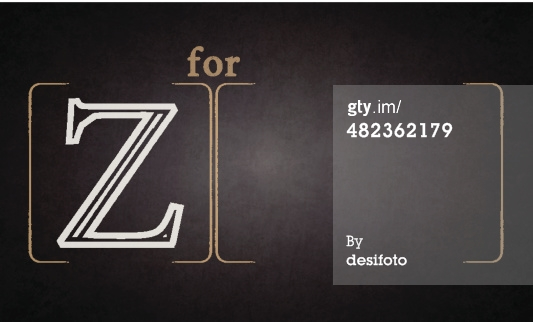 for
Z
gty.im/
482362179
By
desifoto